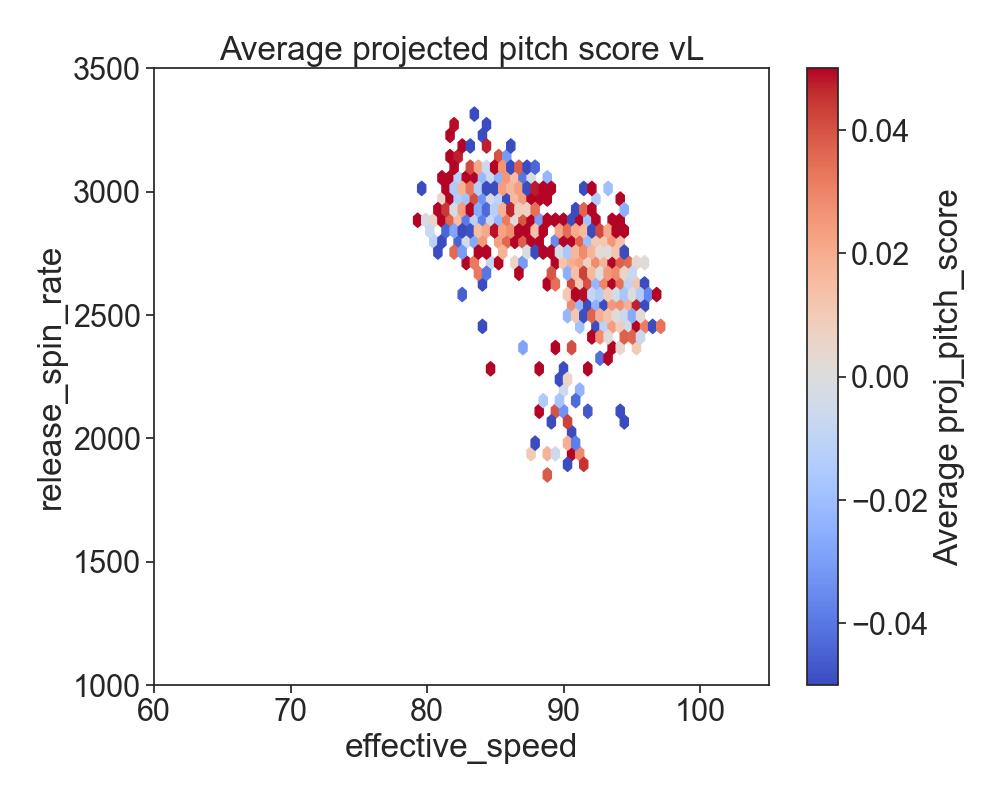 Average projected pitch score vL
3500
3000
2500
2000
1500
1000
release_spin_rate
60 70 80 90 100
effective_speed
0.04
0.02
0.00
−0.02
−0.04
Average proj_pitch_score